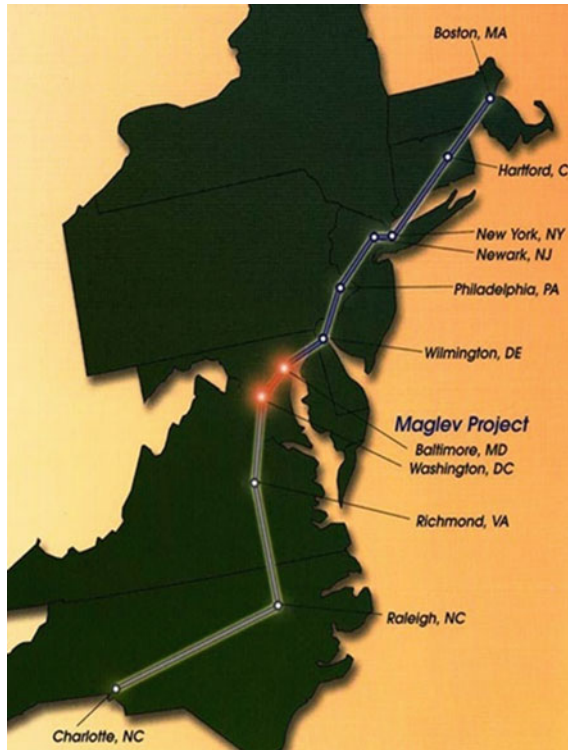 Boston, MA
Hartford, C
New York, NY
Newark, NJ
Philadelphia, PA
Wilmington, DE
Maglev Project
Baltimore, MD
Washington, DC
Richmond, VA
Raleigh, NC
Charlotte, NC